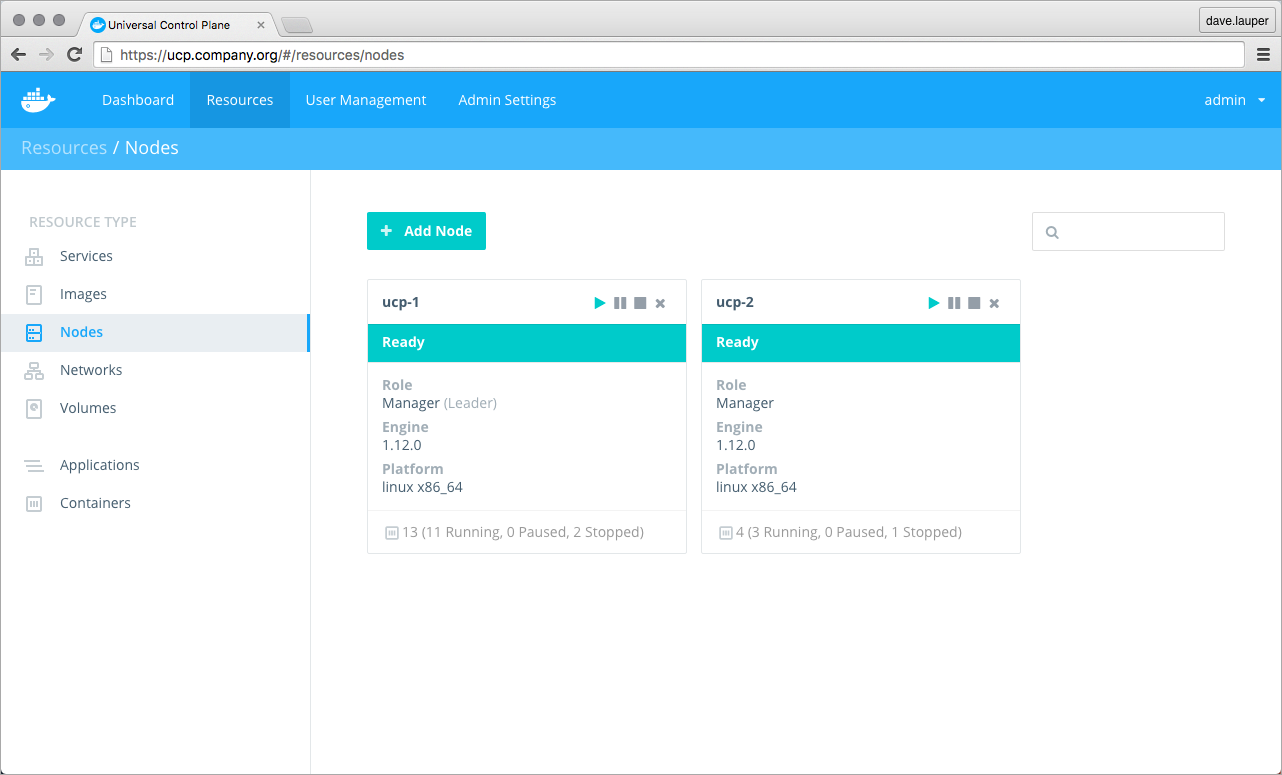 Universal Control Plane
dave.lauper
https://ucp.company.org/#/resources/nodes
Dashboard Resources User Management Admin Settings admin
Resources / Nodes
RESOURCE TYPE
Services
Images
Nodes
Networks
Volumes
Applications
Containers
+ Add Node
ucp-1
Ready
Role
Manager (Leader)
Engine
1.12.0
Platform
linux x86_64
13 (11 Running, 0 Paused, 2 Stopped)
ucp-2
Ready
Role
Manager
Engine
1.12.0
Platform
linux x86_64
4 (3 Running, 0 Paused, 1 Stopped)